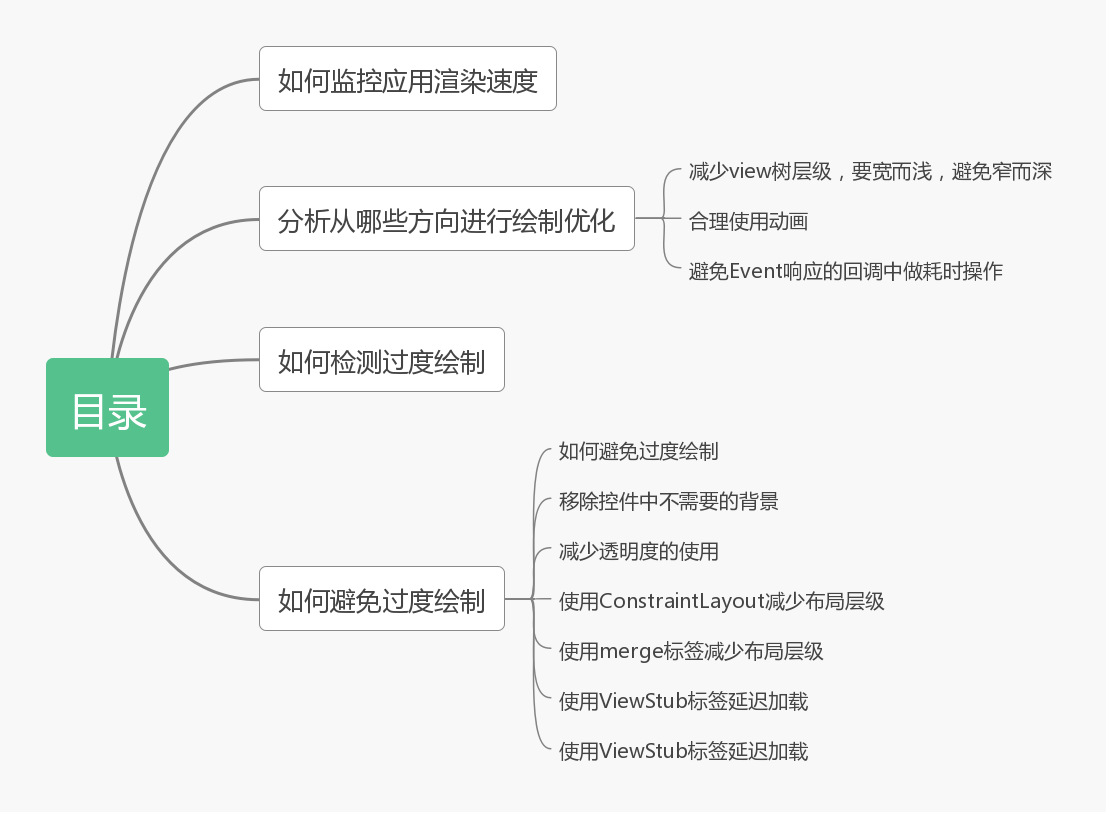 目录
如何监控应用渲染速度
分析从哪些方向进行绘制优化
减少view树层级，要宽而浅，避免窄而深
合理使用动画
避免Event响应的回调中做耗时操作
如何检测过度绘制
如何避免过度绘制
如何避免过度绘制
移除控件中不需要的背景
减少透明度的使用
使用ConstraintLayout减少布局层级
使用merge标签减少布局层级
使用ViewStub标签延迟加载
使用ViewStub标签延迟加载